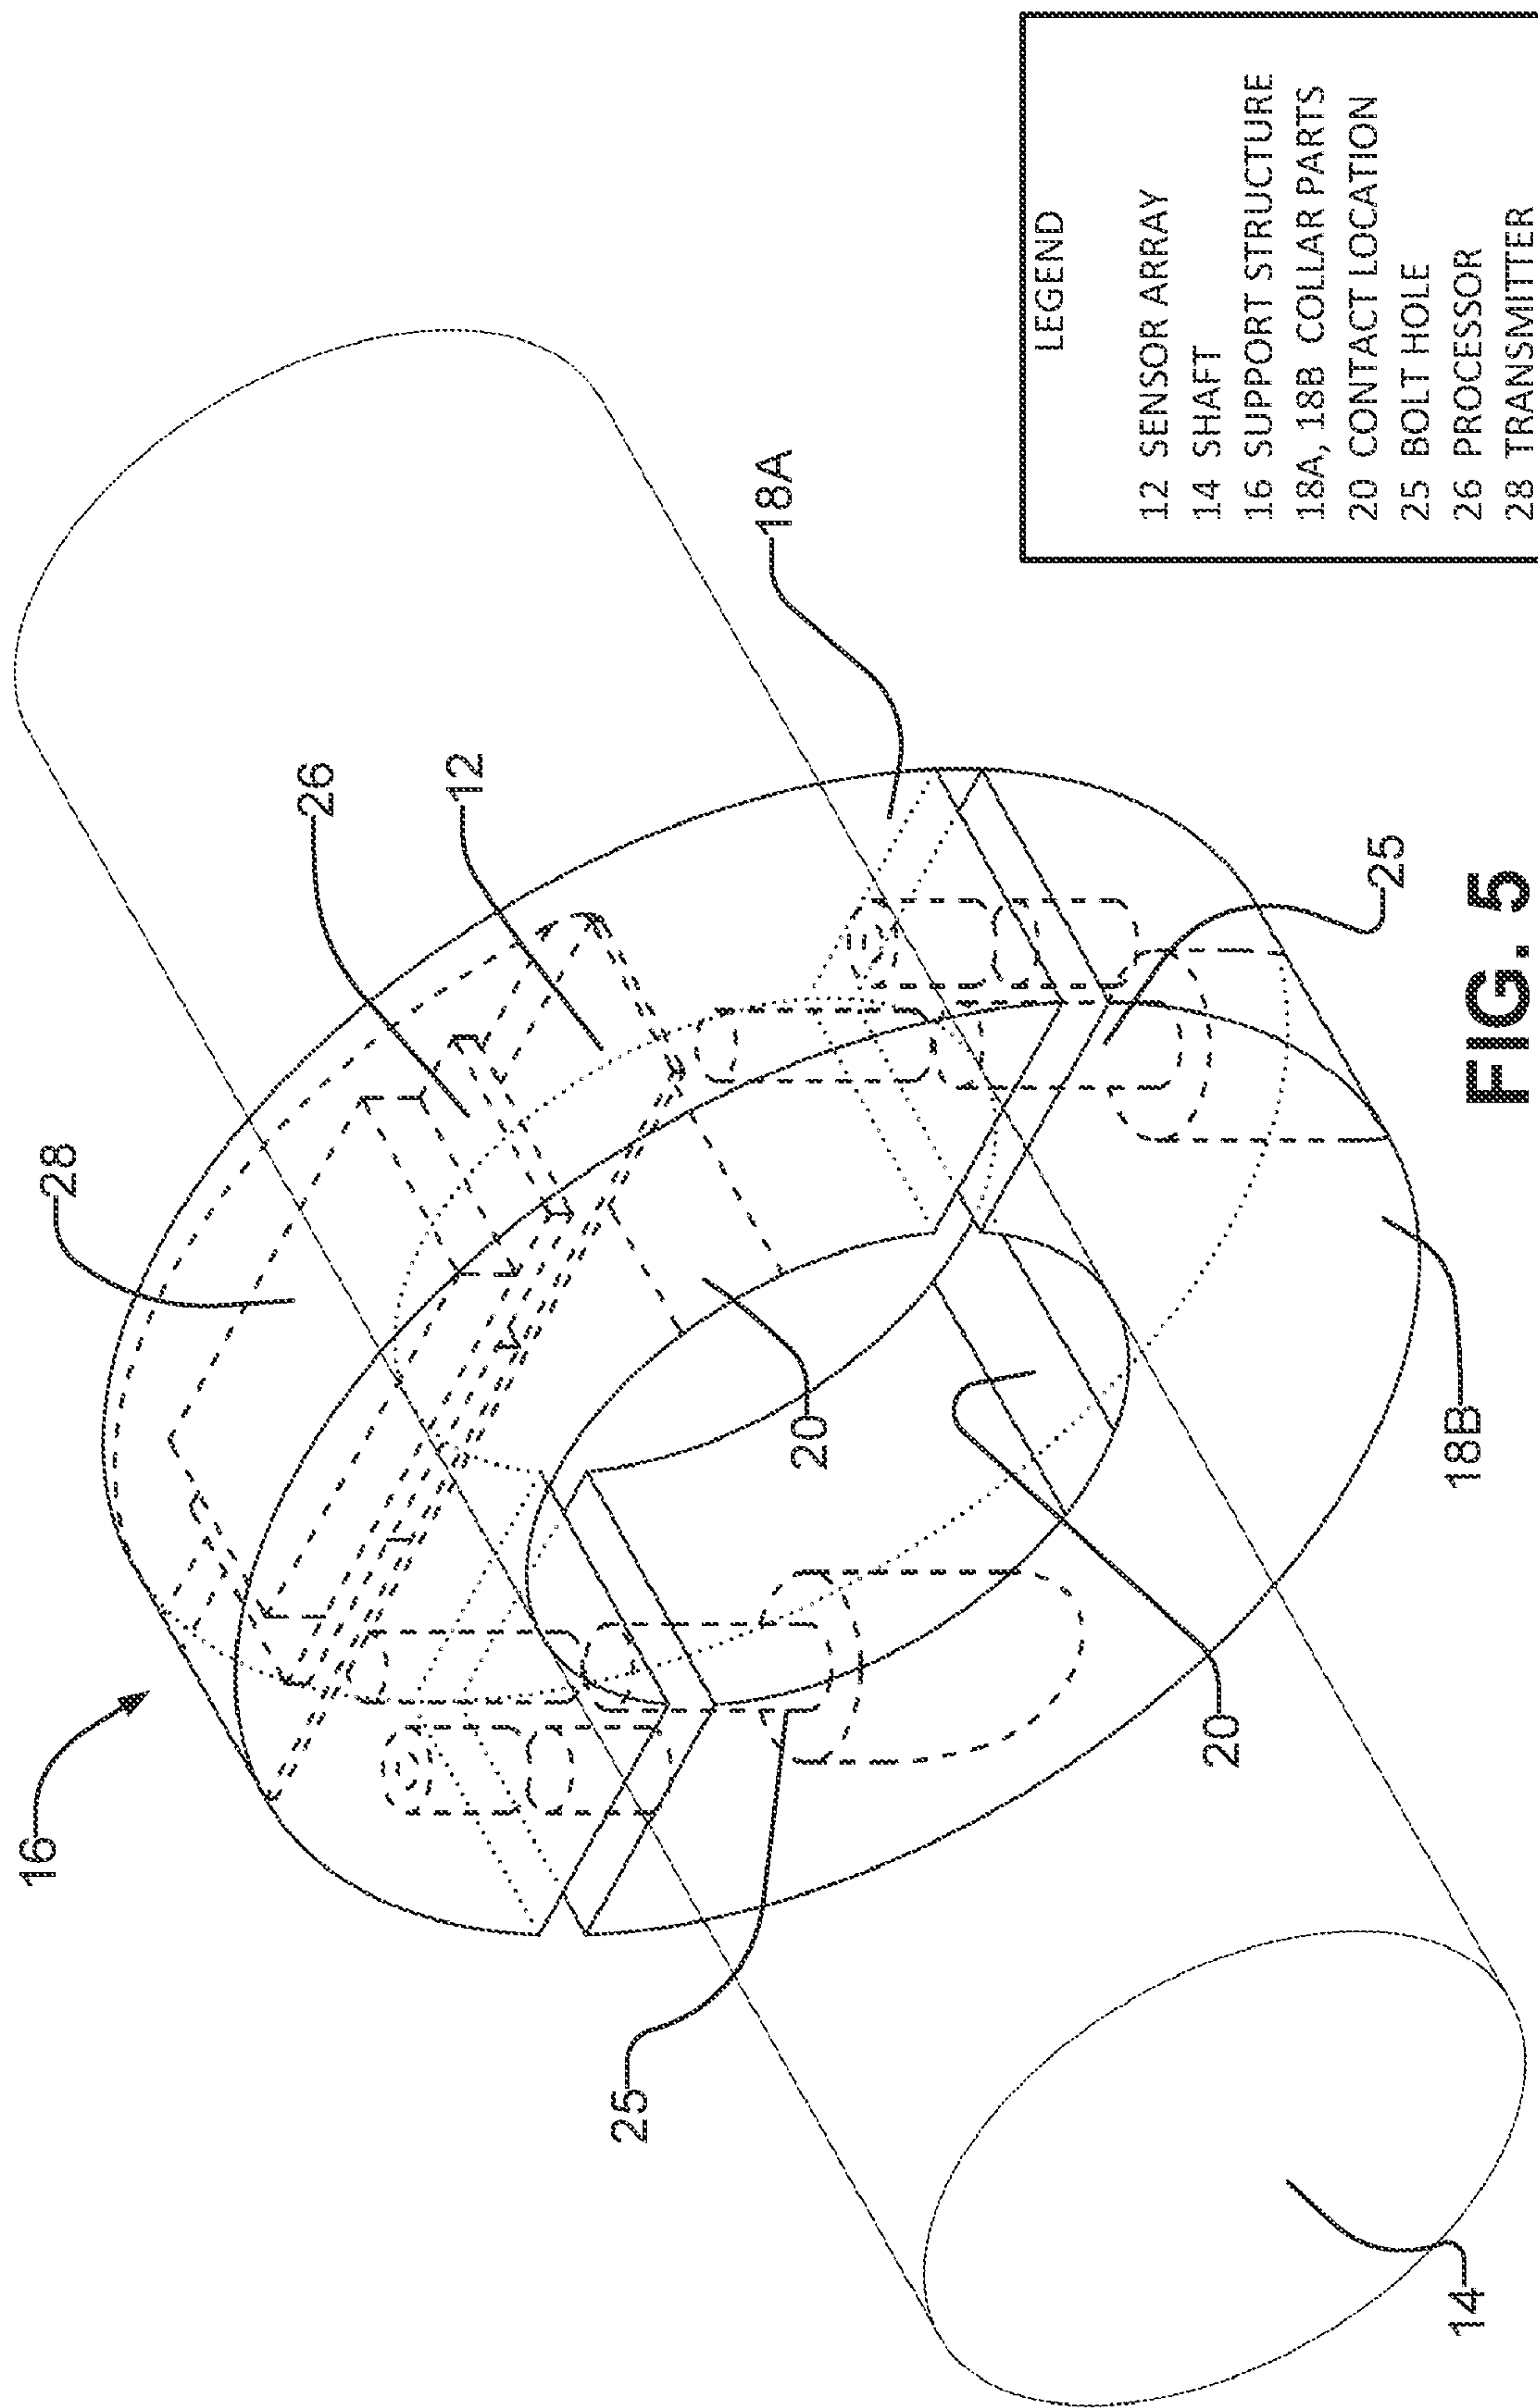 16
28
26
12
18A
25
20
20
25
18B
14
FIG. 5
LEGEND
12 SENSOR ARRAY
14 SHAFT
16 SUPPORT STRUCTURE
18A, 18B COLLAR PARTS
20 CONTACT LOCATION
25 BOLT HOLE
26 PROCESSOR
28 TRANSMITTER